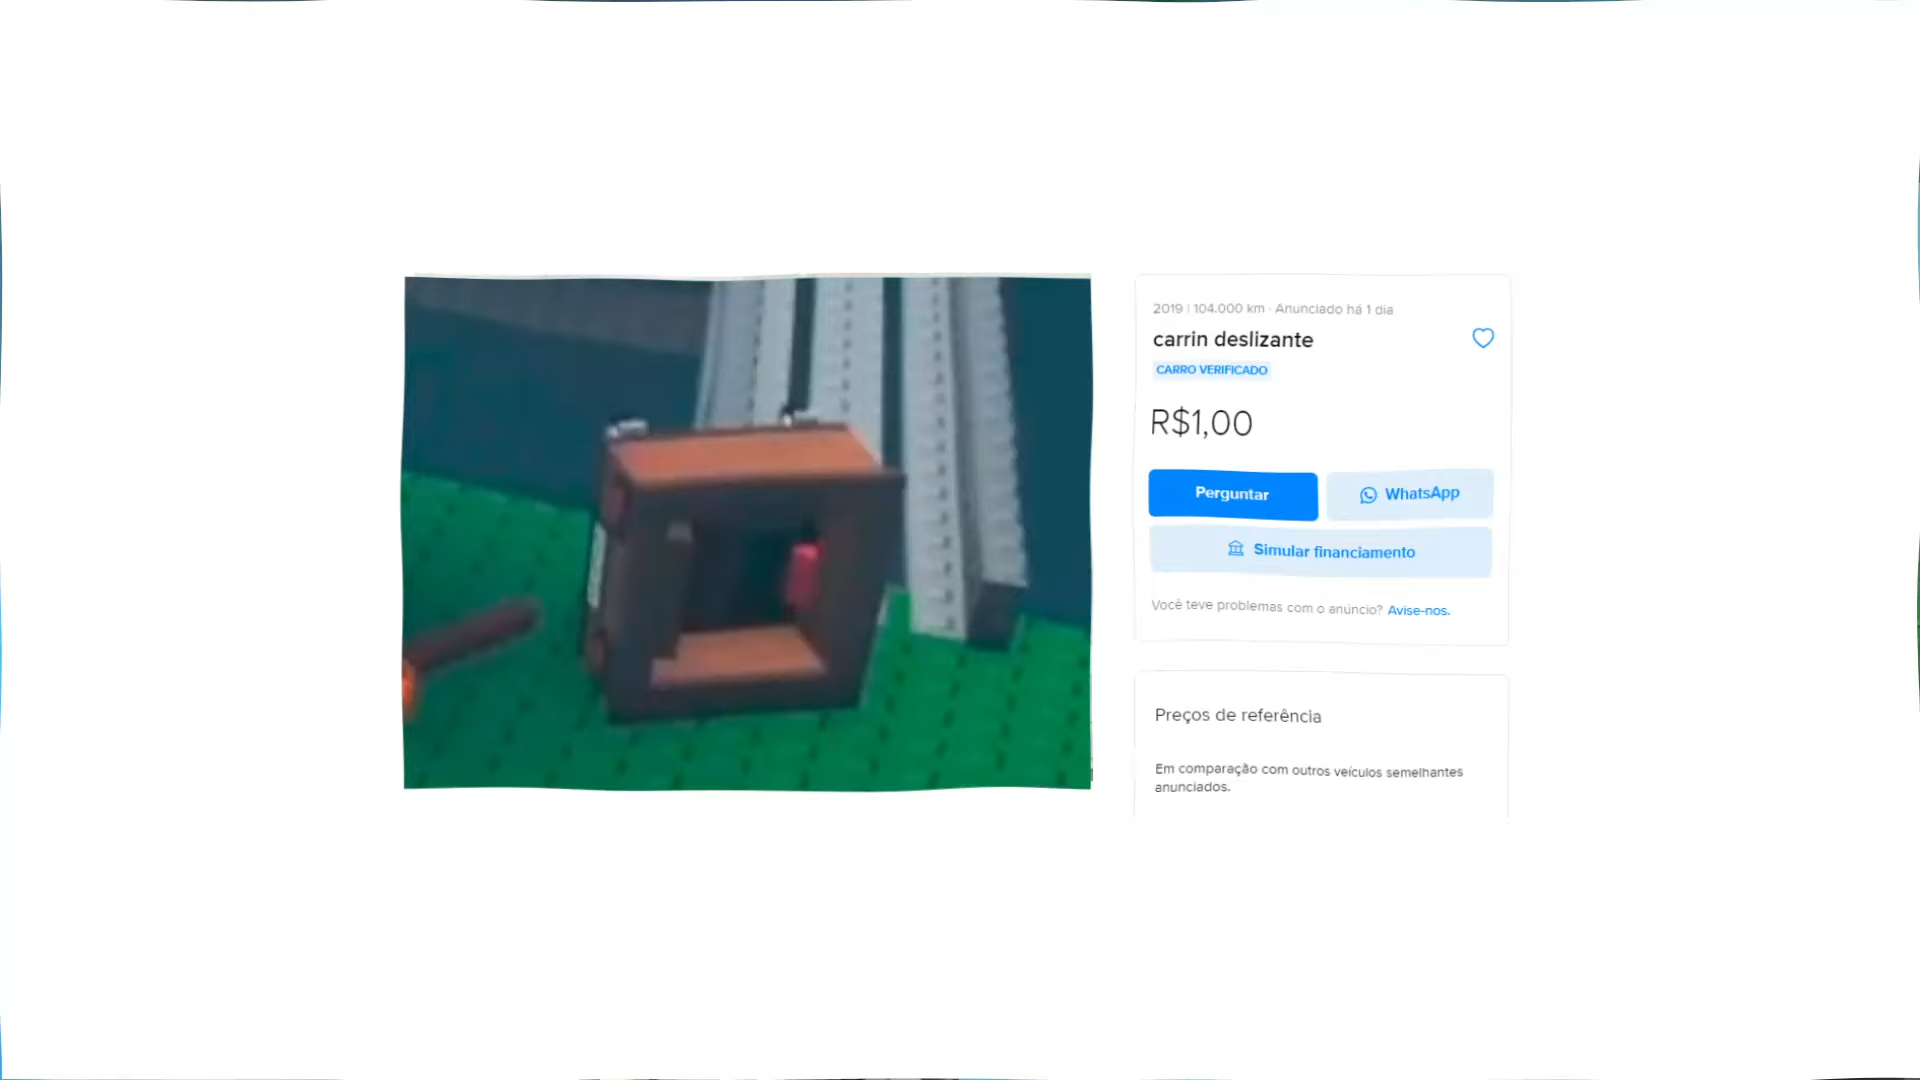 2019 | 104.000 km · Anunciado há 1 dia
carrin deslizante
CARRO VERIFICADO
R$1,00
Perguntar
WhatsApp
Simular financiamento
Você teve problemas com o anúncio? Avise-nos.
Preços de referência
Em comparação com outros veículos semelhantes
anunciados.